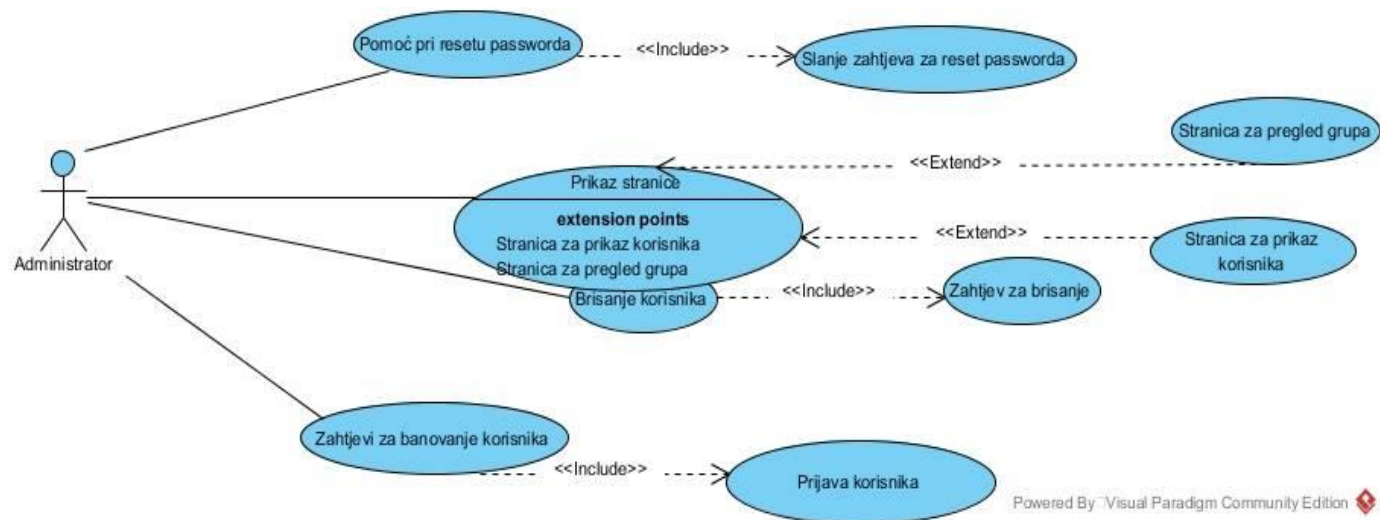 Pomoć pri resetu passworda
<<Include>>
Slanje zahtjeva za reset passworda
Stranica za pregled grupa
<<Extend>>
Prikaz stranice
extension points
Stranica za prikaz korisnika
Stranica za pregled grupa
<<Extend>>
Stranica za prikaz
korisnika
Administrator
Brisanje korisnika
<<Include>>
Zahtjev za brisanje
Zahtjevi za banovanje korisnika
<<Include>>
Prijava korisnika
Powered By Visual Paradigm Community Edition